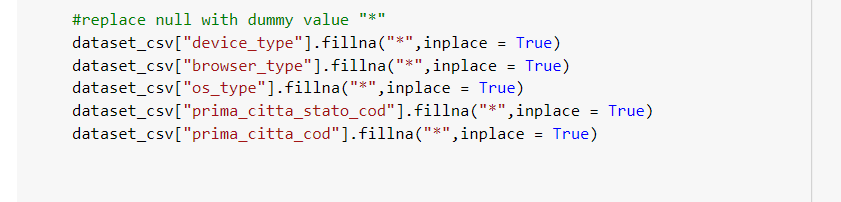 #replace null with dummy value "*"
dataset_csv["device_type"].fillna("*",inplace = True)
dataset_csv["browser_type"].fillna("*",inplace = True)
dataset_csv["os_type"].fillna("*",inplace = True)
dataset_csv["prima_citta_stato_cod"].fillna("*",inplace = True)
dataset_csv["prima_citta_cod"].fillna("*",inplace = True)